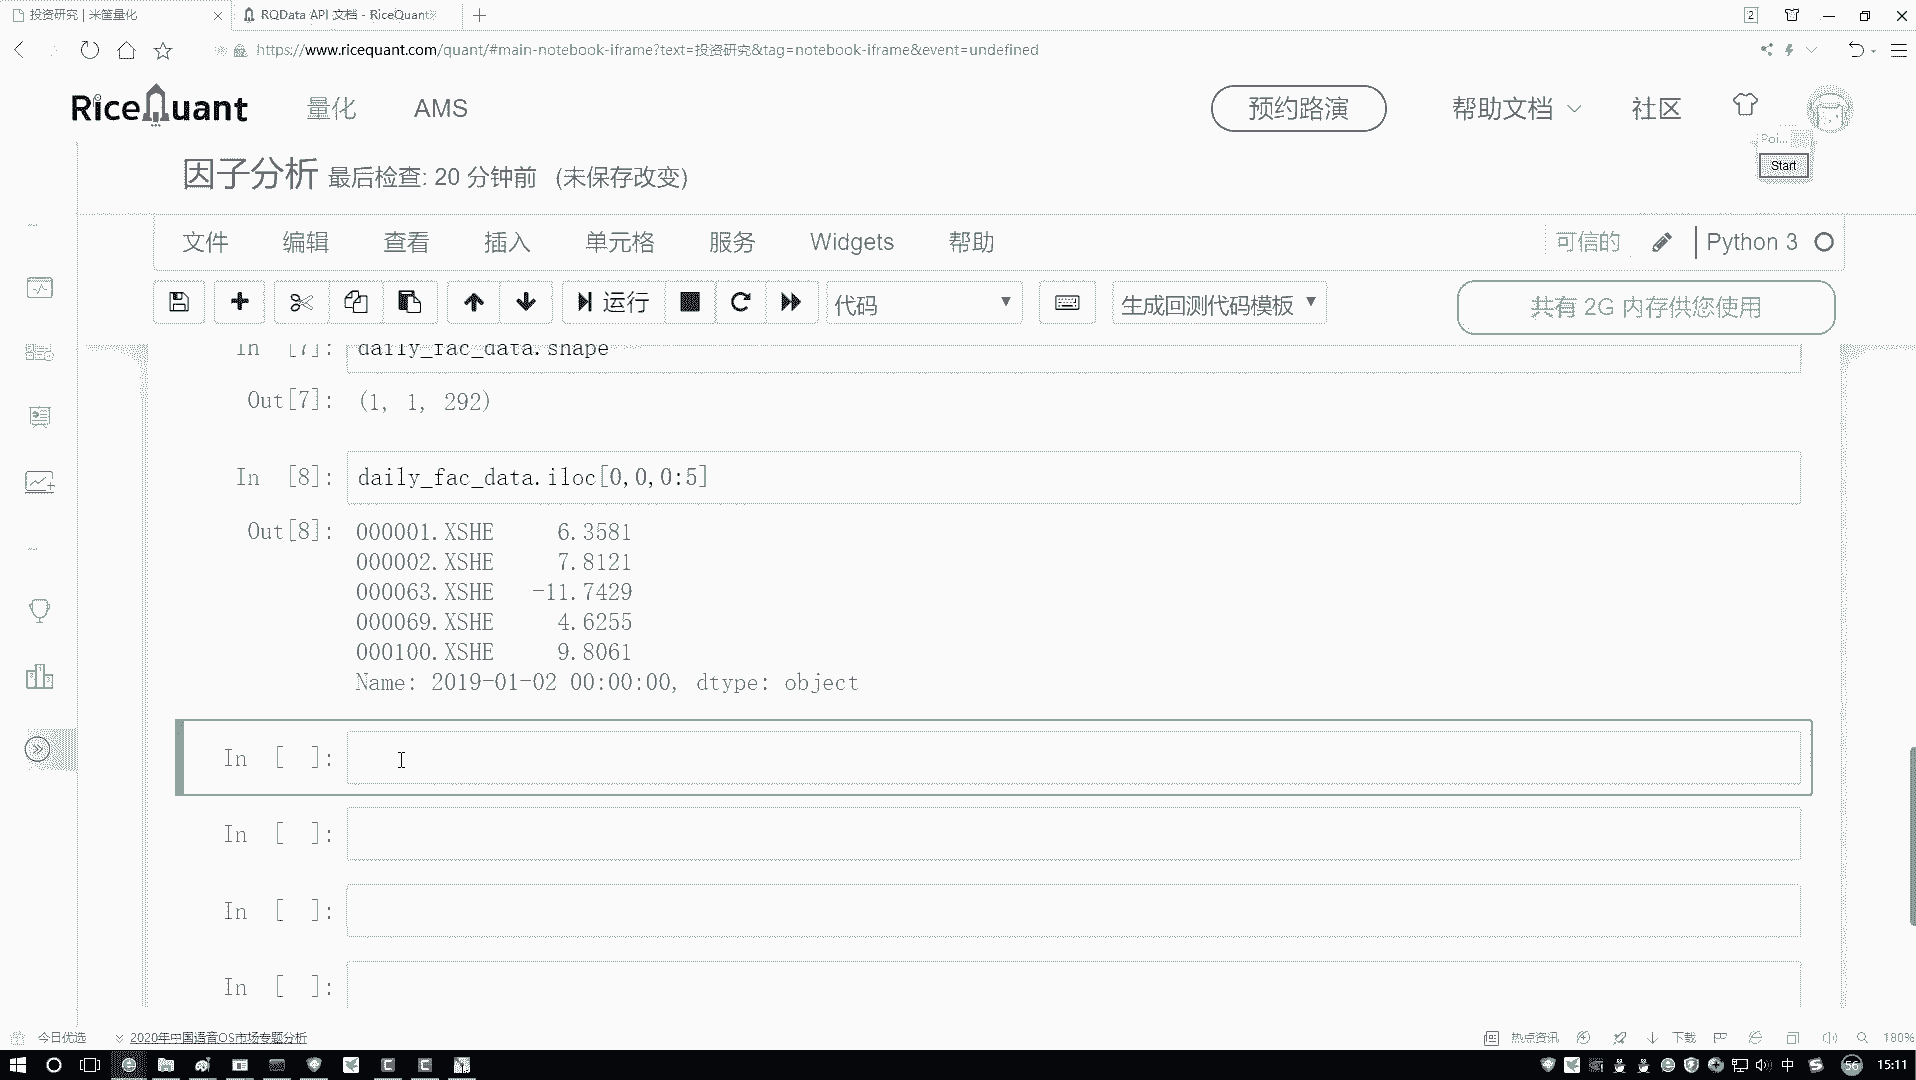 投资研究 | 米筐量化
RQData API 文档 - RiceQuant
https://www.ricequant.com/quant/#main-notebook-iframe?text=投资研究&tag=notebook-iframe&event=undefined
RiceQuant 量化 AMS 预约路演 帮助文档 社区
Poi...
Start
因子分析 最后检查: 20 分钟前 (未保存改变)
文件 编辑 查看 插入 单元格 服务 Widgets 帮助 可信的 Python 3
运行 代码 生成回测代码模板 共有 2G 内存供您使用
In [7]: daily_fac_data.shape
Out[7]: (1, 1, 292)
In [8]: daily_fac_data.iloc[0,0,0:5]
Out[8]: 000001.XSHE 6.3581
000002.XSHE 7.8121
000063.XSHE -11.7429
000069.XSHE 4.6255
000100.XSHE 9.8061
Name: 2019-01-02 00:00:00, dtype: object
In [ ]:
In [ ]:
In [ ]:
In [ ]:
今日优选 2020年中国语音OS市场专题分析 热点资讯 下载 180%
中 56 15:11